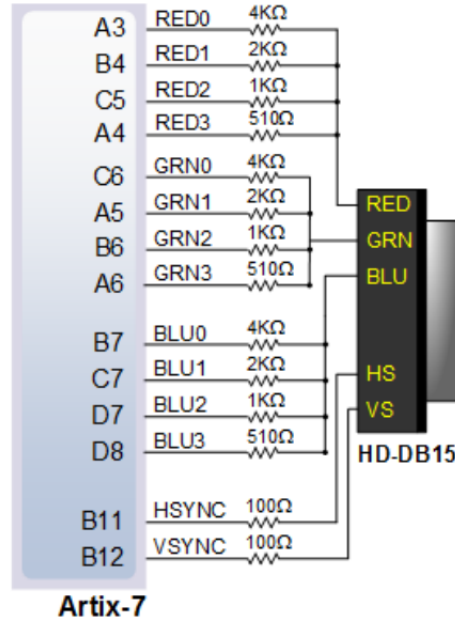 A3 RED0 4KΩ
B4 RED1 2KΩ
C5 RED2 1KΩ
A4 RED3 510Ω
C6 GRN0 4KΩ
A5 GRN1 2KΩ
B6 GRN2 1KΩ
A6 GRN3 510Ω
B7 BLU0 4KΩ
C7 BLU1 2KΩ
D7 BLU2 1KΩ
D8 BLU3 510Ω
B11 HSYNC 100Ω
B12 VSYNC 100Ω
Artix-7
RED
GRN
BLU
HS
VS
HD-DB15